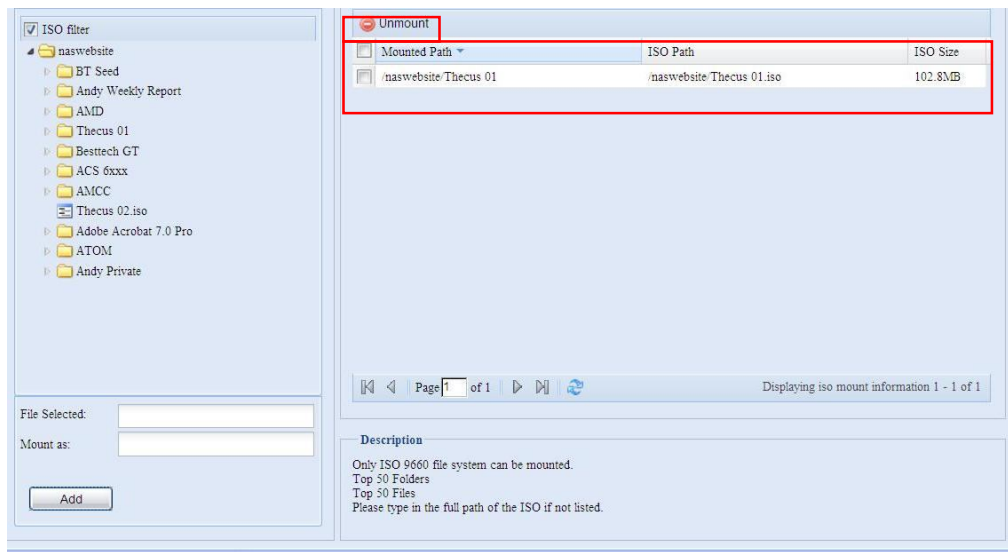 ISO filter
naswebsite
BT Seed
Andy Weekly Report
AMD
Thecus 01
Besttech GT
ACS 6xxx
AMCC
Thecus 02.iso
Adobe Acrobat 7.0 Pro
ATOM
Andy Private
File Selected:
Mount as:
Add
Unmount
Mounted Path ISO Path ISO Size
/naswebsite/Thecus 01 /naswebsite/Thecus 01.iso 102.8MB
Page 1 of 1 Displaying iso mount information 1 - 1 of 1
Description
Only ISO 9660 file system can be mounted.
Top 50 Folders
Top 50 Files
Please type in the full path of the ISO if not listed.